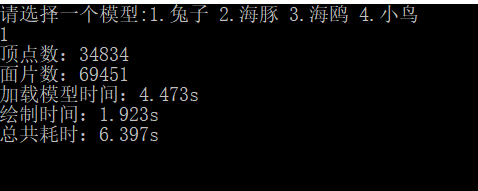 请选择一个模型:1.兔子 2.海豚 3.海鸥 4.小鸟
1
顶点数: 34834
面片数: 69451
加载模型时间: 4.473s
绘制时间: 1.923s
总共耗时: 6.397s